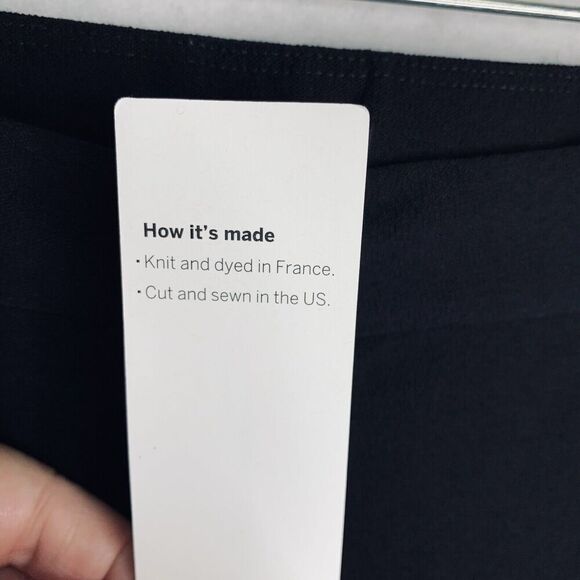 How it's made
• Knit and dyed in France.
• Cut and sewn in the US.